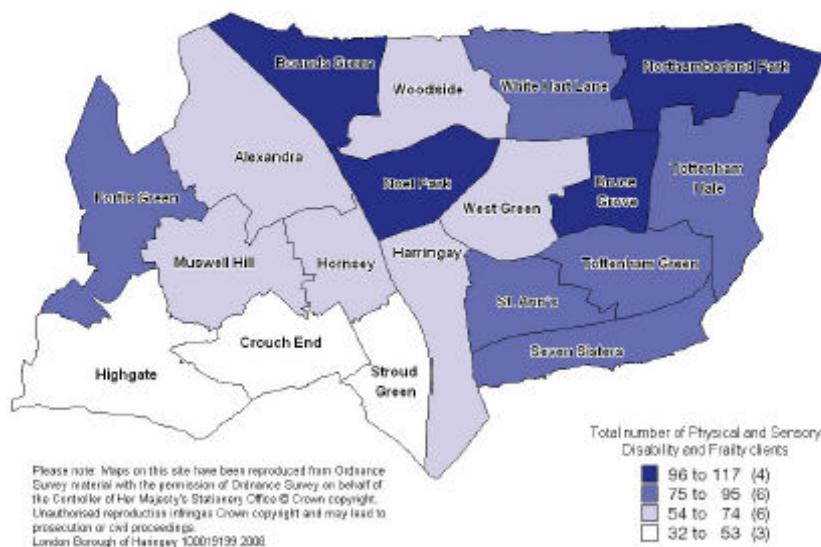 Bounds Green
Woodside
White Hart Lane
Northumberland Park
Alexandra
Noel Park
West Green
Bruce
Grove
Tottenham
Hale
Fortis Green
Muswell Hill
Hornsey
Harringay
Tottenham Green
St. Ann's
Seven Sisters
Highgate
Crouch End
Stroud
Green
Please note: Maps on this site have been reproduced from Ordnance
Survey material with the permission of Ordnance Survey on behalf of
the Controller of Her Majesty's Stationery Office © Crown copyright.
Unauthorised reproduction infringes Crown copyright and may lead to
prosecution or civil proceedings.
London Borough of Haringey 100019199 2008.
Total number of Physical and Sensory
Disability and Frailty clients
96 to 117 (4)
75 to 95 (6)
54 to 74 (6)
32 to 53 (3)